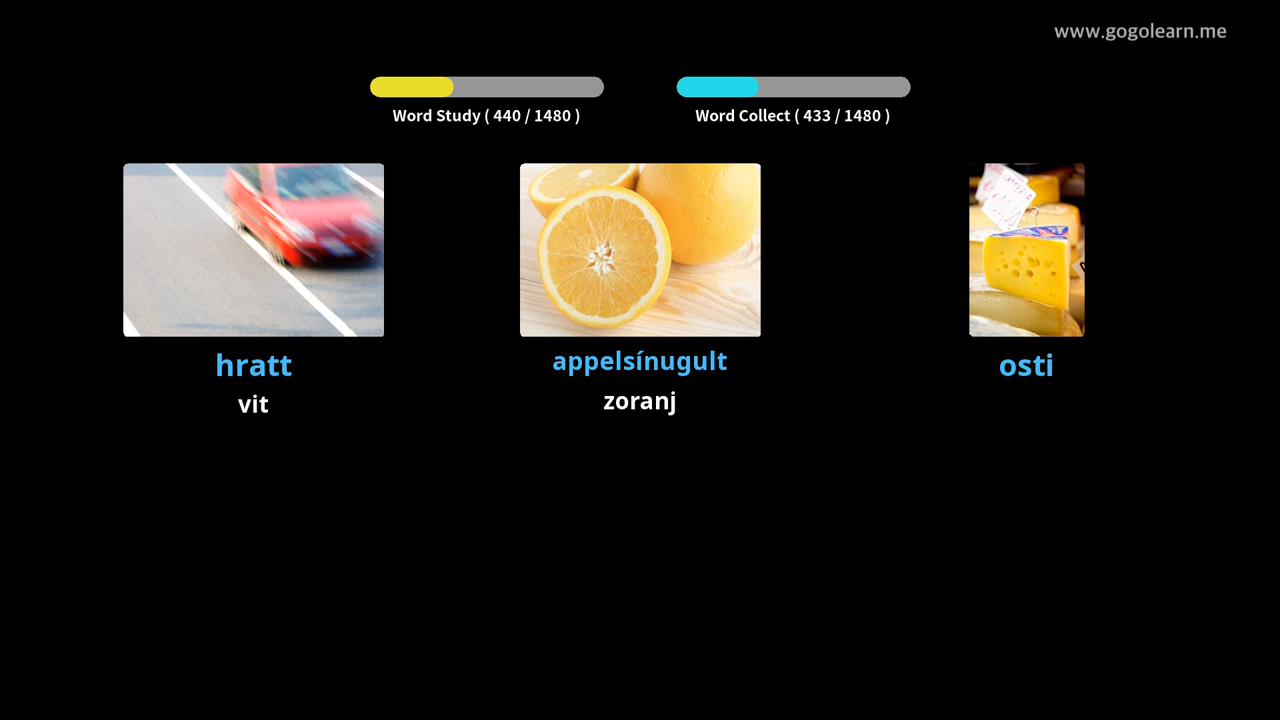 www.gogolearn.me
Word Study ( 440 / 1480 )
Word Collect ( 433 / 1480 )
hratt
vit
appelsínugult
zoranj
osti